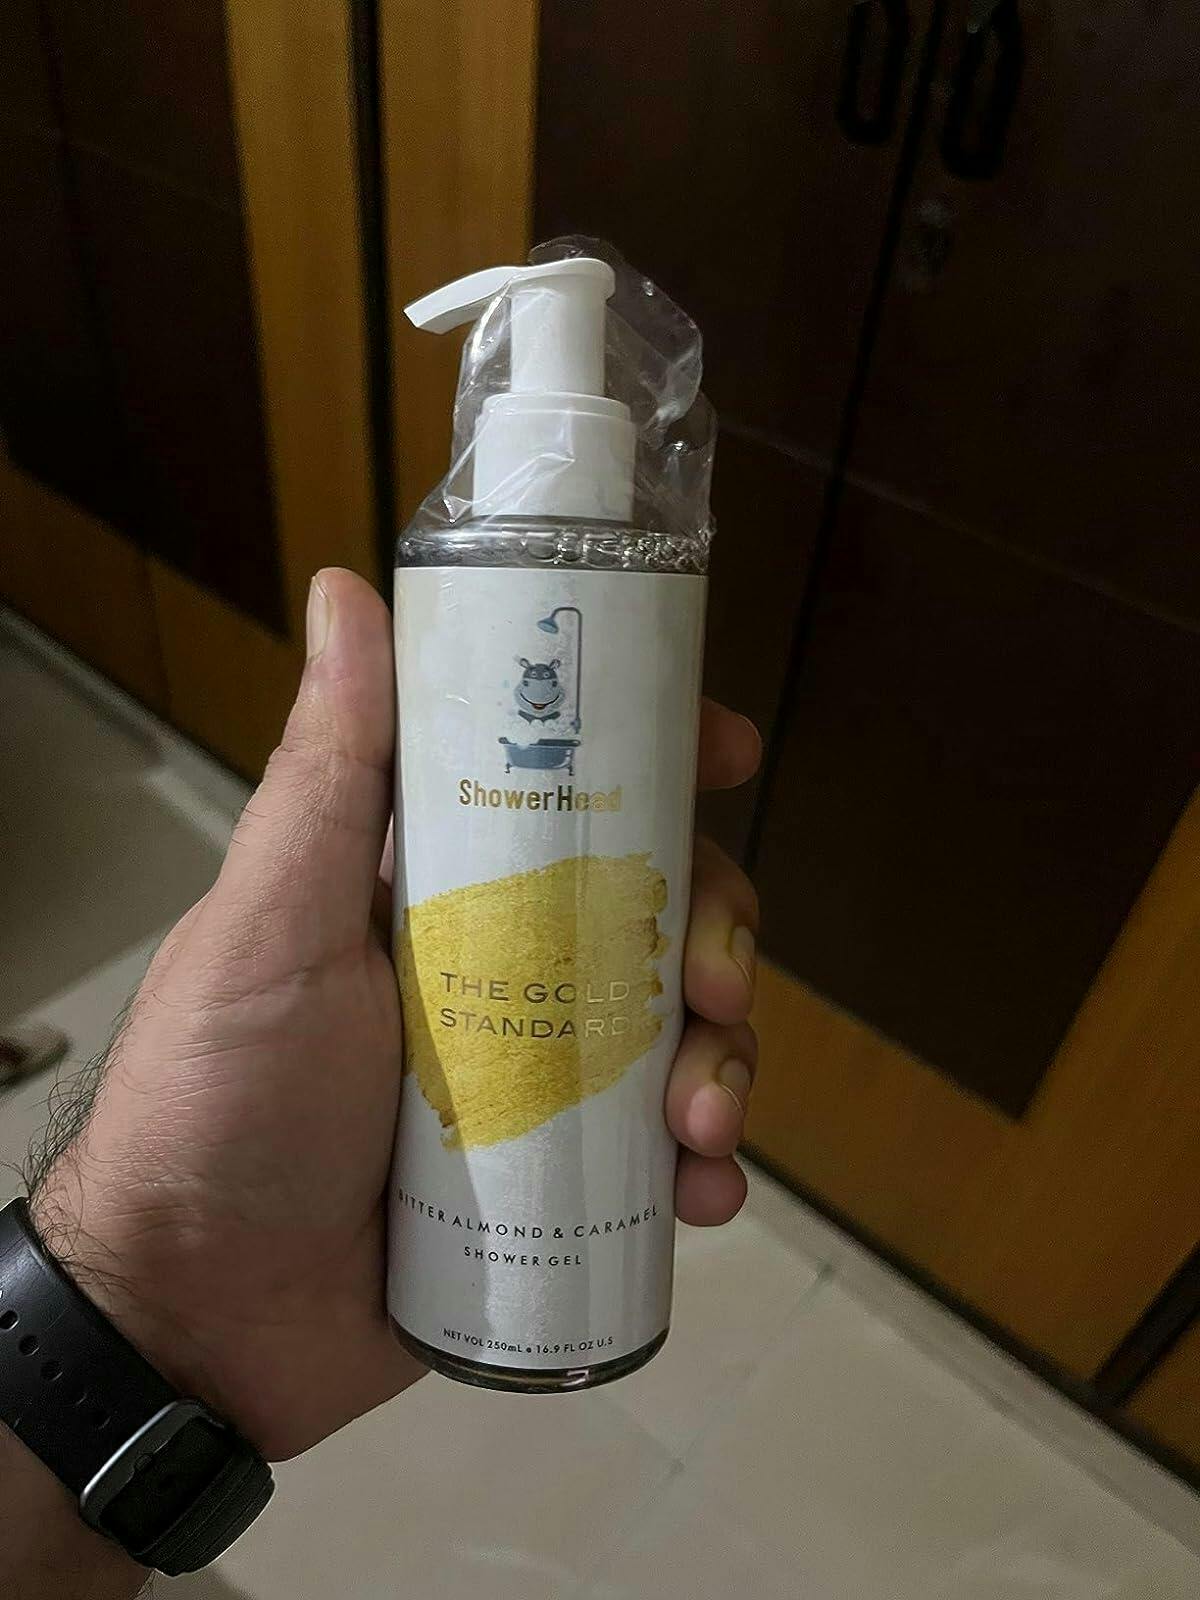 ShowerHead
THE GOLD
STANDARD
BITTER ALMOND & CARAMEL
SHOWER GEL
NET VOL 250mL • 16.9 FL OZ U.S